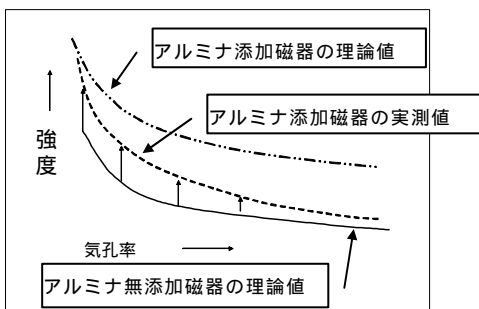 アルミナ添加磁器の理論値
アルミナ添加磁器の実測値
強度
気孔率
アルミナ無添加磁器の理論値